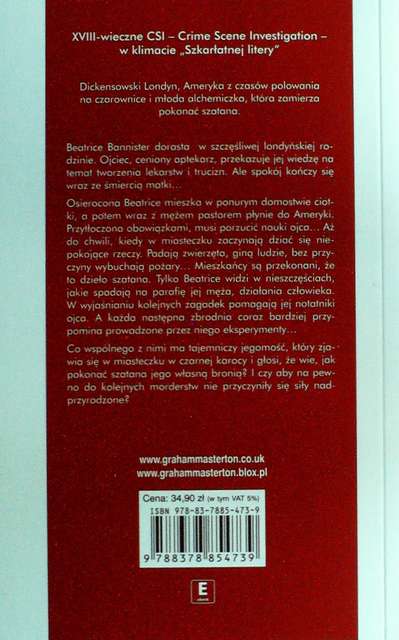 XVIII-wieczne CSI – Crime Scene Investigation –
w klimacie „Szkarłatnej litery”
Dickensowski Londyn, Ameryka z czasów polowania
na czarownice i młoda alchemiczka, która zamierza
pokonać szatana.
Beatrice Bannister dorasta w szczęśliwej londyńskiej ro-
dzinie. Ojciec, ceniony aptekarz, przekazuje jej wiedzę na
temat tworzenia lekarstw i trucizn. Ale spokój kończy się
wraz ze śmiercią matki...
Osierocona Beatrice mieszka w ponurym domostwie ciot-
ki, a potem wraz z mężem pastorem płynie do Ameryki.
Przytłoczona obowiązkami, musi porzucić nauki ojca... Aż
do chwili, kiedy w miasteczku zaczynają dziać się nie-
pokojące rzeczy. Padają zwierzęta, giną ludzie, bez przy-
czyny wybuchają pożary... Mieszkańcy są przekonani, że
to dzieło szatana. Tylko Beatrice widzi w nieszczęściach,
jakie spadają na parafię jej męża, działania człowieka.
W wyjaśnianiu kolejnych zagadek pomagają jej notatniki
ojca. A każda następna zbrodnia coraz bardziej przy-
pomina prowadzone przez niego eksperymenty...
Co wspólnego z nimi ma tajemniczy jegomość, który zja-
wia się w miasteczku w czarnej karocy i głosi, że wie, jak
pokonać szatana jego własną bronią? I czy aby na pew-
no do kolejnych morderstw nie przyczyniły się siły nad-
przyrodzone?
www.grahammasterton.co.uk
www.grahammasterton.blox.pl
Cena: 34,90 zł (w tym VAT 5%)
ISBN 978-83-7885-473-9
9 788378 854739
E